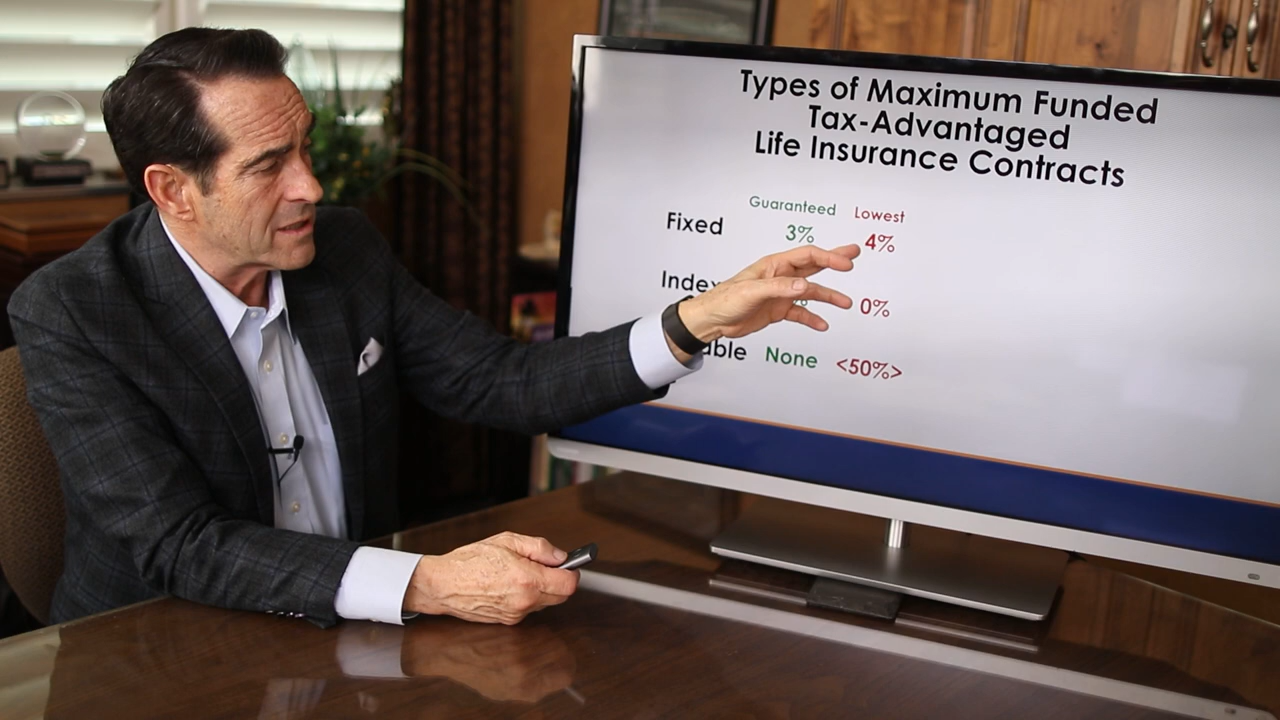 Types of Maximum Funded
Tax-Advantaged
Life Insurance Contracts
Guaranteed Lowest
Fixed 3% 4%
0%
None <50%>